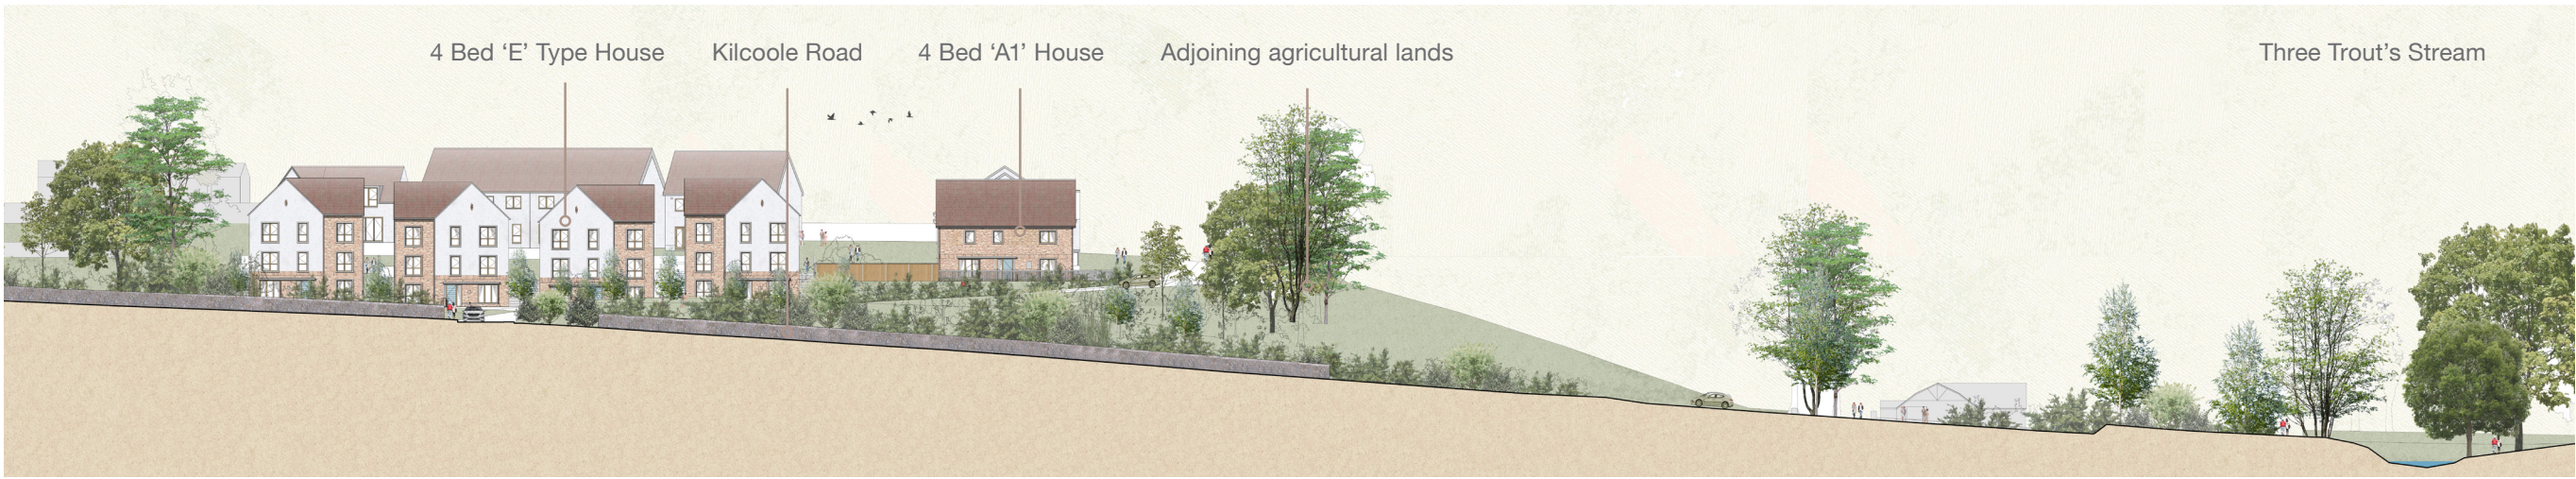 4 Bed ‘E’ Type House
Kilcoole Road
4 Bed ‘A1’ House
Adjoining agricultural lands
Three Trout’s Stream